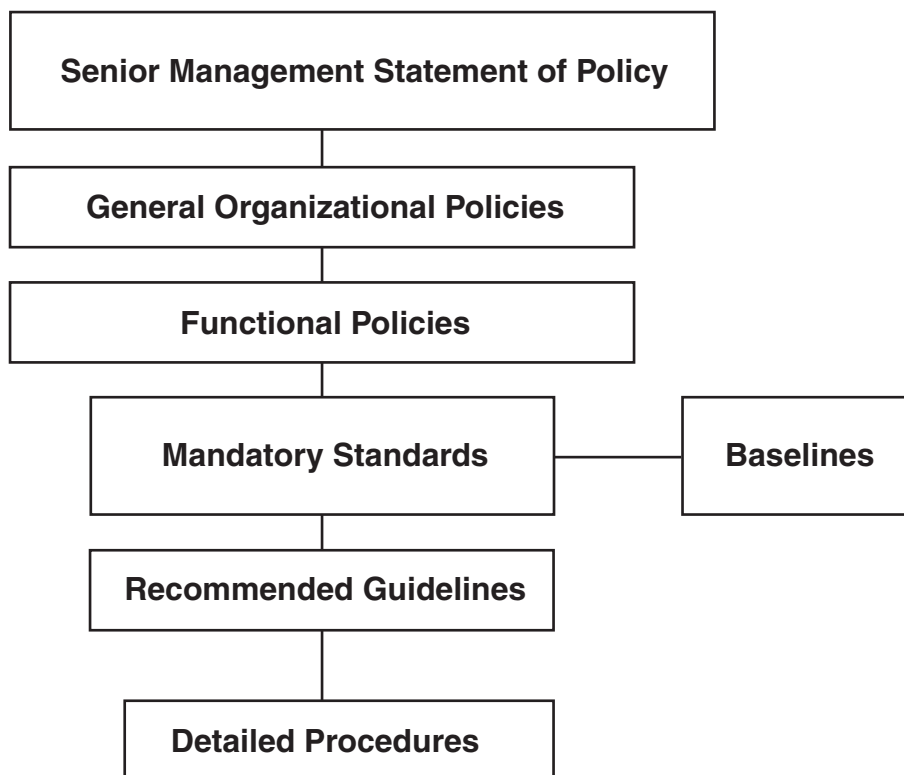 Senior Management Statement of Policy
General Organizational Policies
Functional Policies
Mandatory Standards
Baselines
Recommended Guidelines
Detailed Procedures